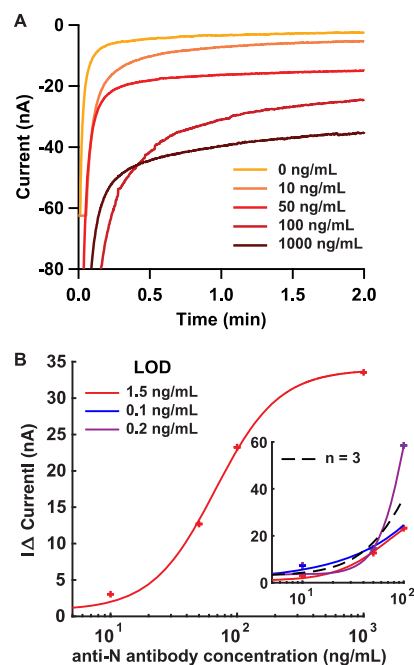 A
Current (nA)
0
-20
-40
-60
-80
0 ng/mL
10 ng/mL
50 ng/mL
100 ng/mL
1000 ng/mL
0.0
0.5
1.0
1.5
2.0
Time (min)
B
I∆ CurrentI (nA)
35
30
25
20
15
10
5
0
LOD
1.5 ng/mL
0.1 ng/mL
0.2 ng/mL
n = 3
60
40
20
0
10¹
10²
10¹
10²
10³
anti-N antibody concentration (ng/mL)